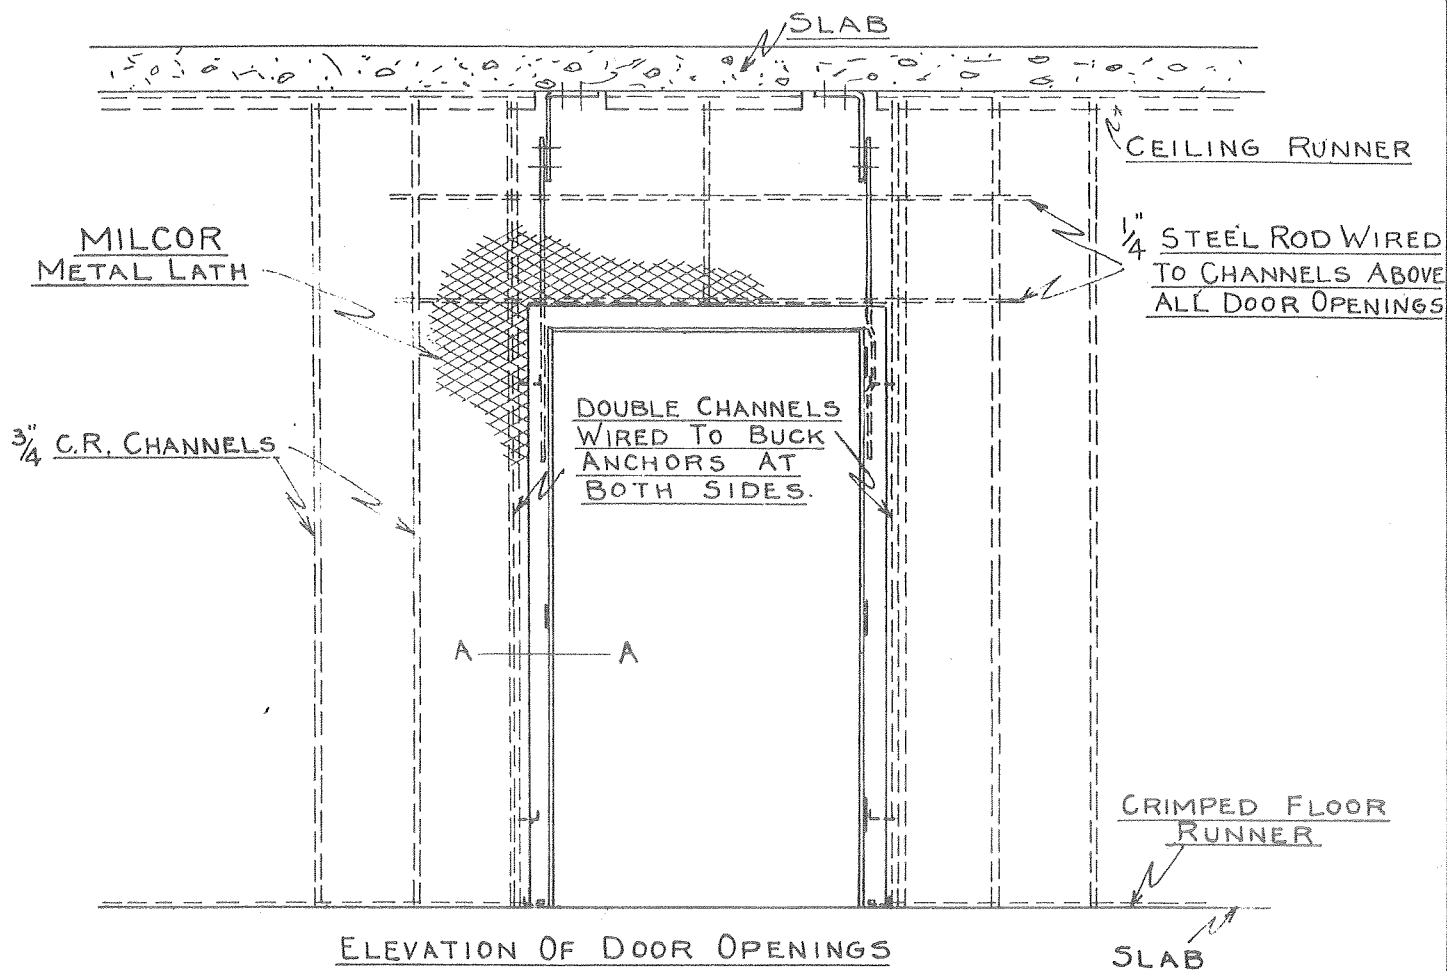 SLAB
CEILING RUNNER
MILCOR
METAL LATH
1/4" STEEL ROD WIRED
TO CHANNELS ABOVE
ALL DOOR OPENINGS
3/4" C.R. CHANNELS
DOUBLE CHANNELS
WIRED TO BUCK
ANCHORS AT
BOTH SIDES.
A A
CRIMPED FLOOR
RUNNER
ELEVATION OF DOOR OPENINGS
SLAB